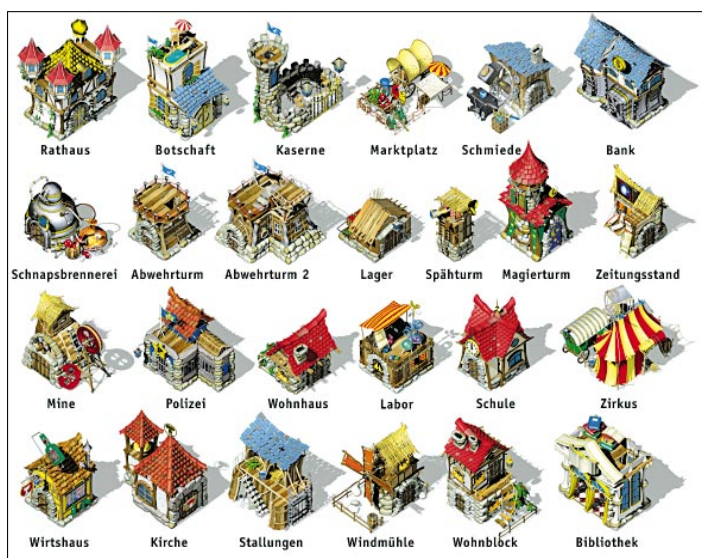 Rathaus Botschaft Kaserne Marktplatz Schmiede Bank
Schnapsbrennerei Abwehrturm Abwehrturm 2 Lager Spähturm Magierturm Zeitungsstand
Mine Polizei Wohnhaus Labor Schule Zirkus
Wirtshaus Kirche Stallungen Windmühle Wohnblock Bibliothek